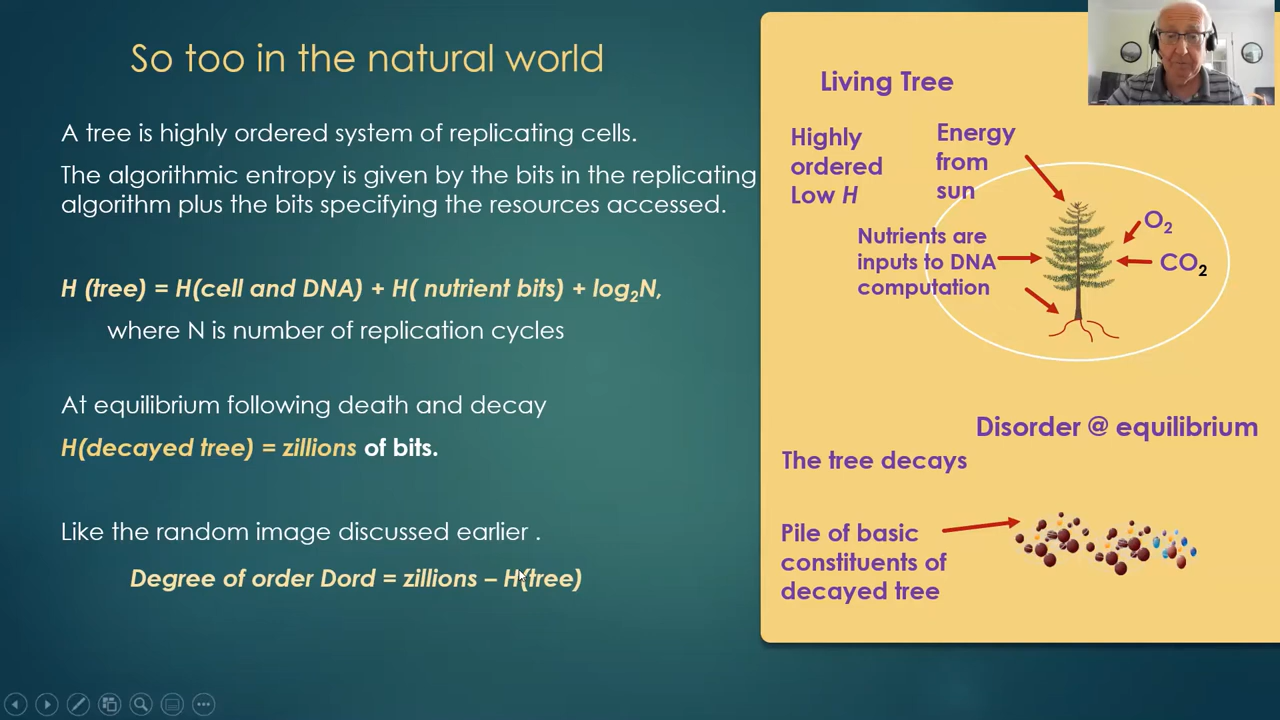 So too in the natural world
A tree is highly ordered system of replicating cells.
The algorithmic entropy is given by the bits in the replicating
algorithm plus the bits specifying the resources accessed.
H (tree) = H(cell and DNA) + H( nutrient bits) + log₂N,
where N is number of replication cycles
At equilibrium following death and decay
H(decayed tree) = zillions of bits.
Like the random image discussed earlier .
Degree of order Dord = zillions – H(tree)
Living Tree
Highly
ordered
Low H
Energy
from
sun
O₂
Nutrients are
inputs to DNA
computation
CO₂
Disorder @ equilibrium
The tree decays
Pile of basic
constituents of
decayed tree